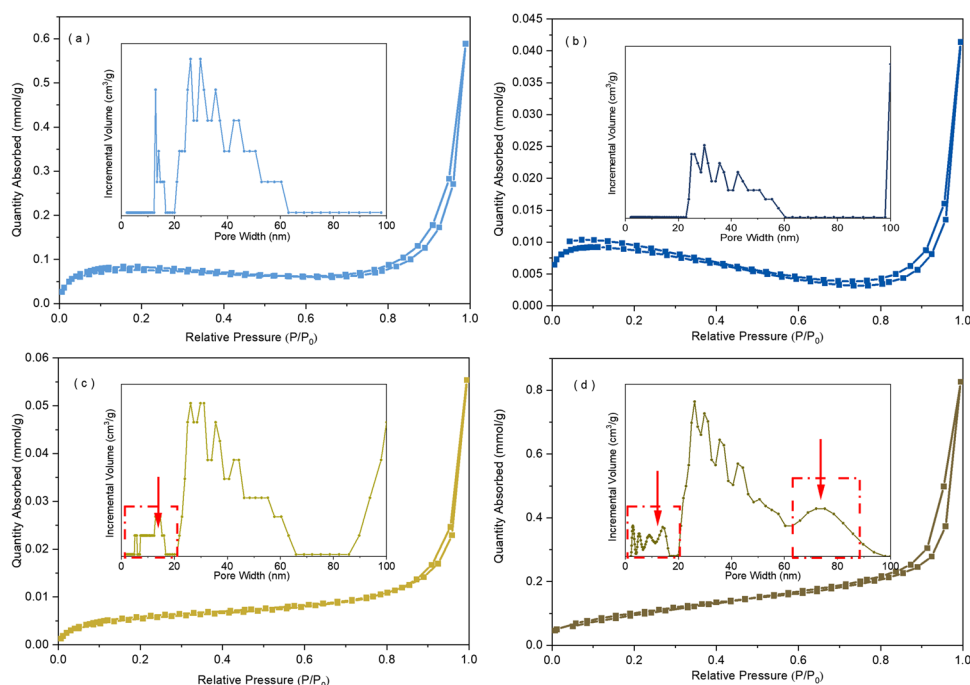 ( a )
Quantity Absorbed (mmol/g)
0.6
0.5
0.4
0.3
0.2
0.1
0.0
0.0 0.2 0.4 0.6 0.8 1.0
Relative Pressure (P/P0)
Incremental Volume (cm³/g)
0 20 40 60 80 100
Pore Width (nm)
( b )
Quantity Absorbed (mmol/g)
0.045
0.040
0.035
0.030
0.025
0.020
0.015
0.010
0.005
0.000
0.0 0.2 0.4 0.6 0.8 1.0
Relative Pressure (P/P0)
Incremental Volume (cm³/g)
0 20 40 60 80 100
Pore Width (nm)
( c )
Quantity Absorbed (mmol/g)
0.06
0.05
0.04
0.03
0.02
0.01
0.00
0.0 0.2 0.4 0.6 0.8 1.0
Relative Pressure (P/P0)
Incremental Volume (cm³/g)
0 20 40 60 80 100
Pore Width (nm)
( d )
Quantity Absorbed (mmol/g)
0.8
0.6
0.4
0.2
0.0
0.0 0.2 0.4 0.6 0.8 1.0
Relative Pressure (P/P0)
Incremental Volume (cm³/g)
0 20 40 60 80 100
Pore Width (nm)